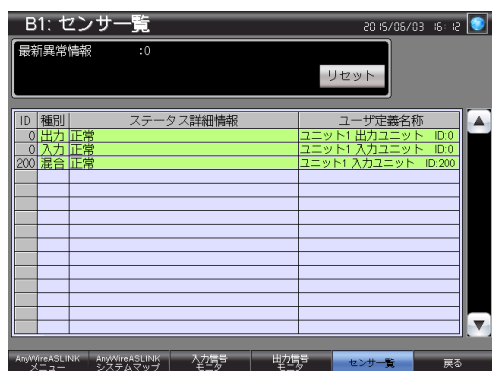 B1: センサー覧 2015/06/03 16:12
最新異常情報 :0
リセット
ID 種別 ステータス詳細情報 ユーザ定義名称
0 出力 正常 ユニット1 出力ユニット ID:0
0 入力 正常 ユニット1 入力ユニット ID:0
200 混合 正常 ユニット1 入力ユニット ID:200
AnyWireASLINK メニュー
AnyWireASLINK システムマップ
入力信号 モニタ
出力信号 モニタ
センサ一覧
戻る